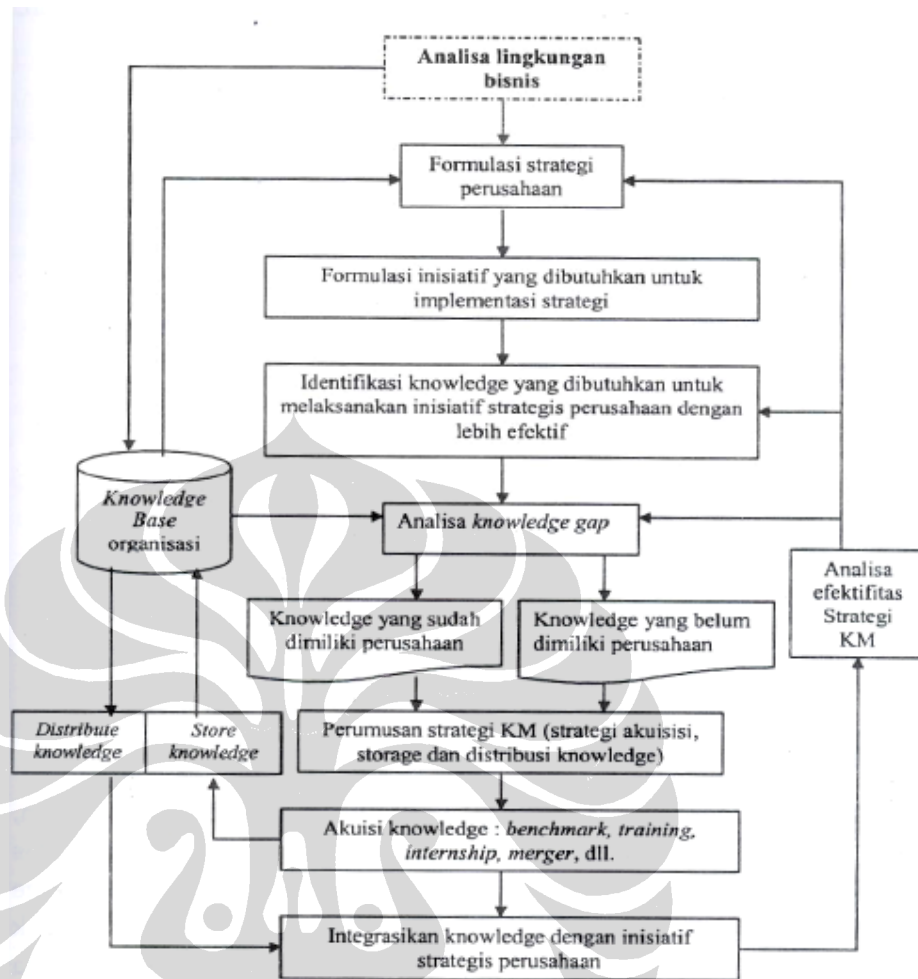 Analisa lingkungan
bisnis
Formulasi strategi
perusahaan
Formulasi inisiatif yang dibutuhkan untuk
implementasi strategi
Identifikasi knowledge yang dibutuhkan untuk
melaksanakan inisiatif strategis perusahaan dengan
lebih efektif
Knowledge
Base
organisasi
Analisa knowledge gap
Analisa
efektifitas
Strategi
KM
Knowledge yang sudah
dimiliki perusahaan
Knowledge yang belum
dimiliki perusahaan
Distribute
knowledge
Store
knowledge
Perumusan strategi KM (strategi akuisisi,
storage dan distribusi knowledge)
Akuisi knowledge : benchmark, training,
internship, merger, dll.
Integrasikan knowledge dengan inisiatif
strategis perusahaan